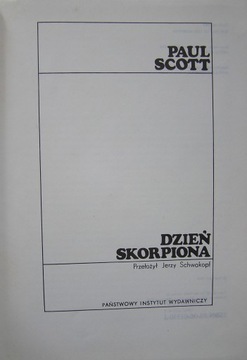 PAUL
SCOTT
DZIEŃ
SKORPIONA
Przełożył Jerzy Schwakopf
PAŃSTWOWY INSTYTUT WYDAWNICZY